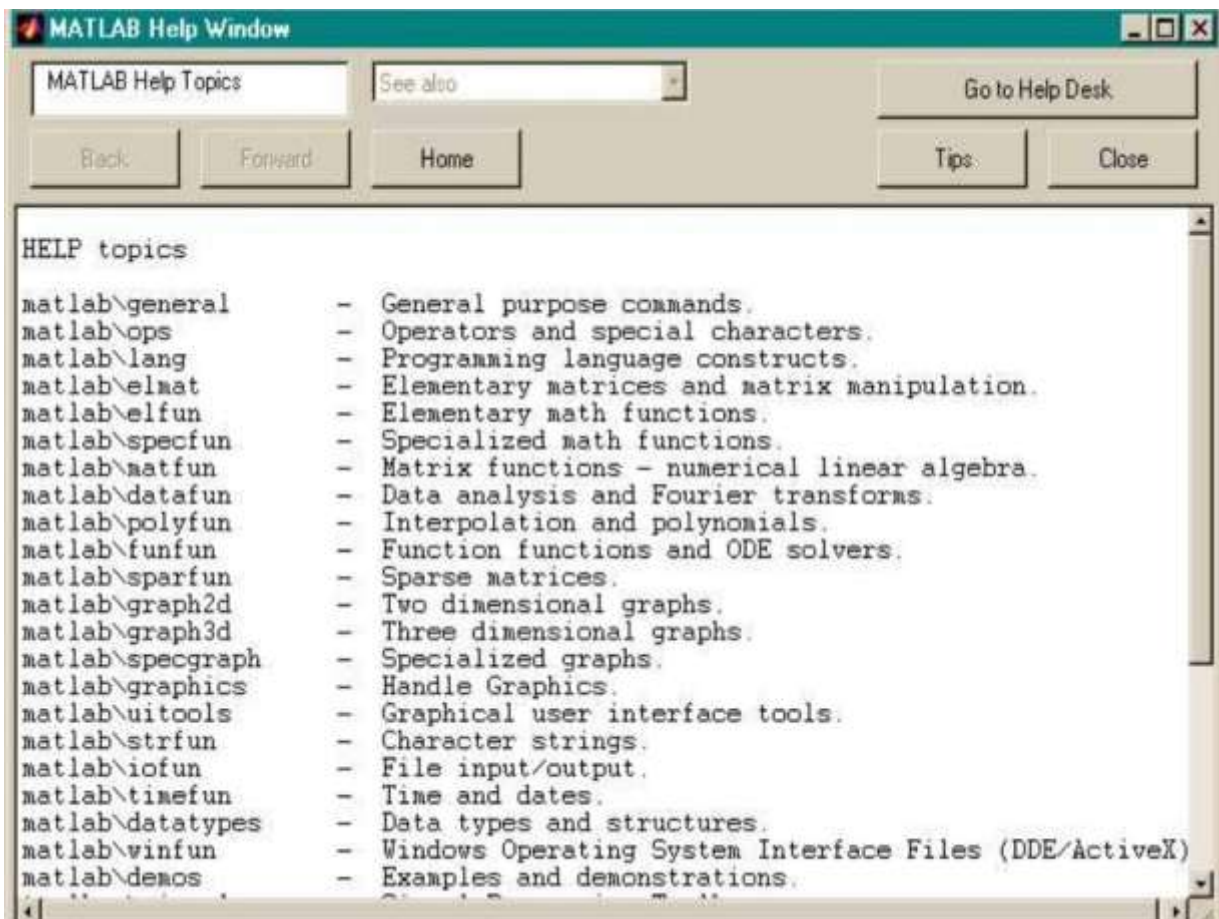 MATLAB Help Window
MATLAB Help Topics
See also
Go to Help Desk
Back
Forward
Home
Tips
Close
HELP topics
matlab\general - General purpose commands.
matlab\ops - Operators and special characters.
matlab\lang - Programming language constructs.
matlab\elmat - Elementary matrices and matrix manipulation.
matlab\elfun - Elementary math functions.
matlab\specfun - Specialized math functions.
matlab\matfun - Matrix functions - numerical linear algebra.
matlab\datafun - Data analysis and Fourier transforms.
matlab\polyfun - Interpolation and polynomials.
matlab\funfun - Function functions and ODE solvers.
matlab\sparfun - Sparse matrices.
matlab\graph2d - Two dimensional graphs.
matlab\graph3d - Three dimensional graphs.
matlab\specgraph - Specialized graphs.
matlab\graphics - Handle Graphics.
matlab\uitools - Graphical user interface tools.
matlab\strfun - Character strings.
matlab\iofun - File input/output.
matlab\timefun - Time and dates.
matlab\datatypes - Data types and structures.
matlab\winfun - Windows Operating System Interface Files (DDE/ActiveX)
matlab\demos - Examples and demonstrations.